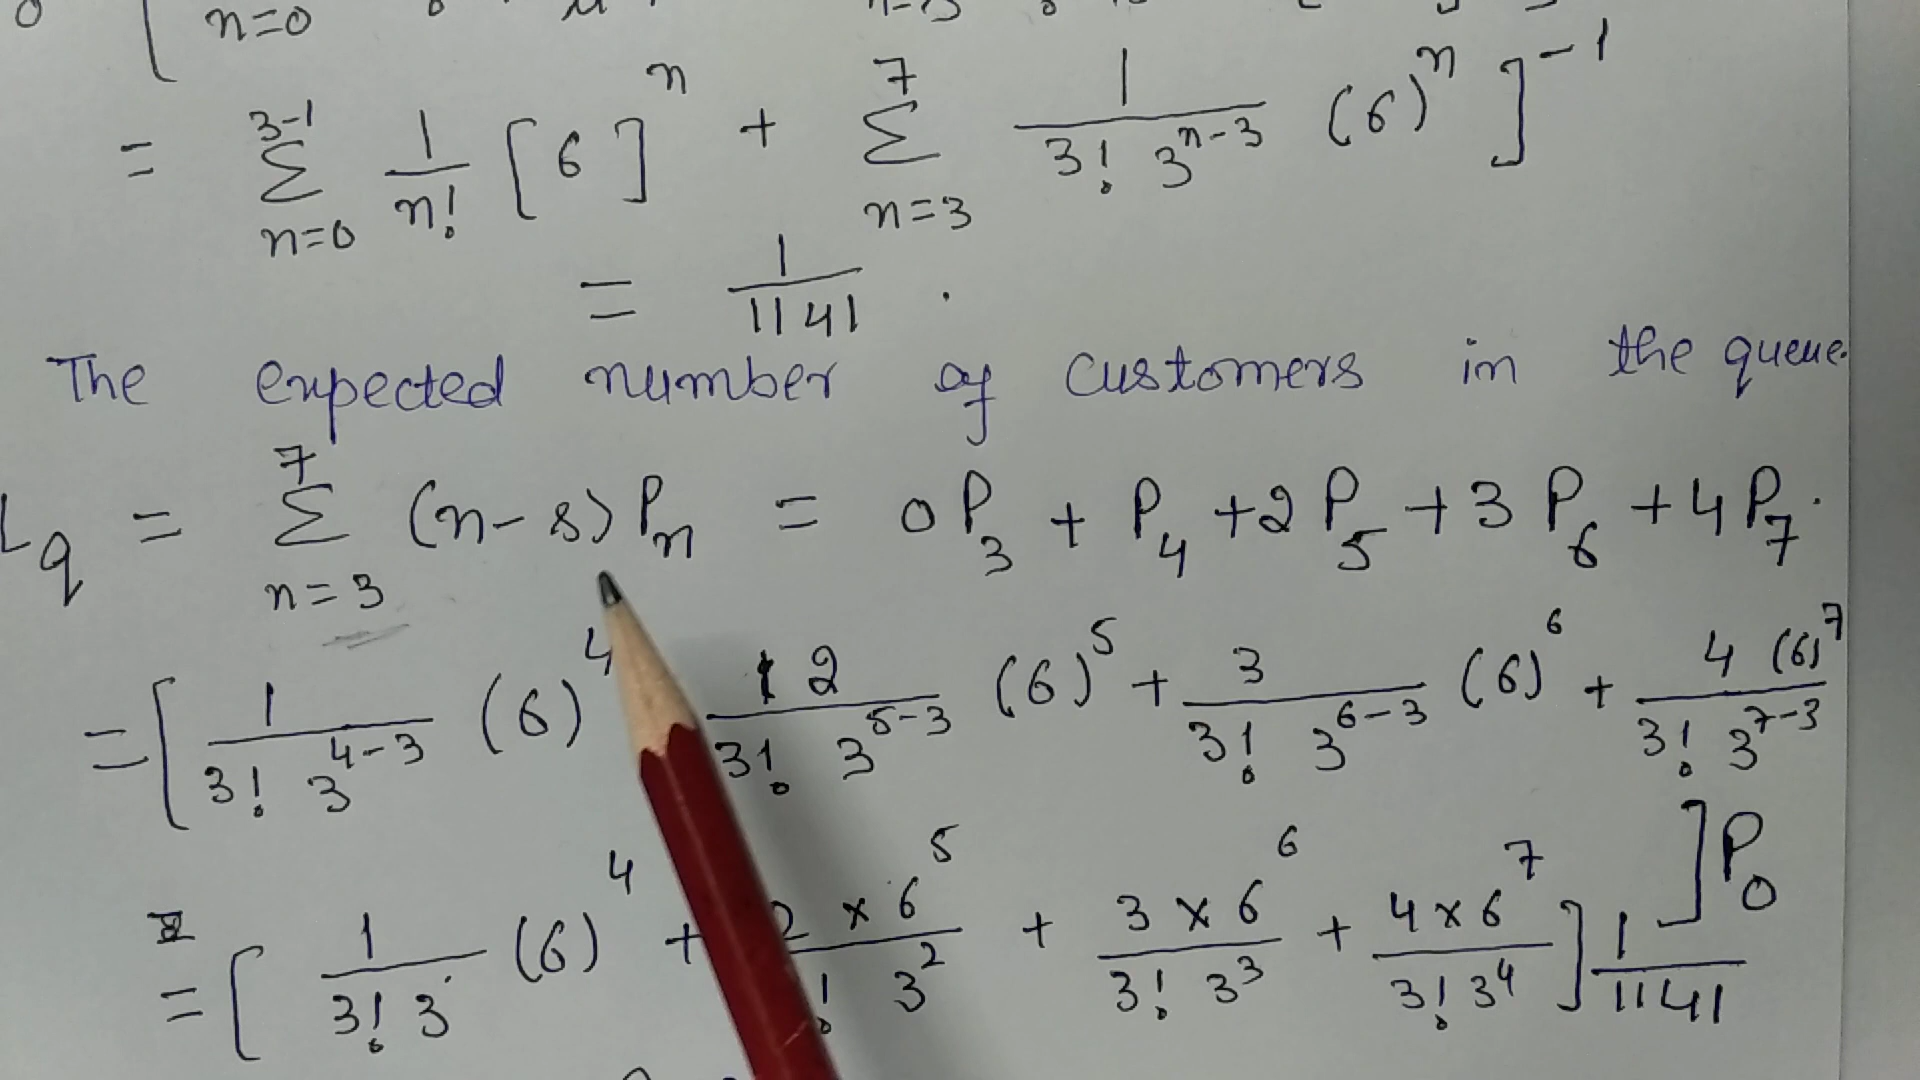 n=0
= 3-1 Σ n=0 1/n! [6]^n + 7 Σ n=3 1/(3! 3^(n-3)) (6)^n ]^-1
= 1/1141 .
The expected number of customers in the queue.
Lq = 7 Σ n=3 (n-s) Pn = 0P3 + P4 + 2P5 + 3P6 + 4P7 .
= [ 1/(3! 3^(4-3)) (6)^4 2/(3! 3^(5-3)) (6)^5 + 3/(3! 3^(6-3)) (6)^6 + 4(6)^7/(3! 3^(7-3))
] P0
= [ 1/(3! 3) (6)^4 + 2×6^5/(! 3^2) + 3×6^6/(3! 3^3) + 4×6^7/(3! 3^4) ] 1/1141